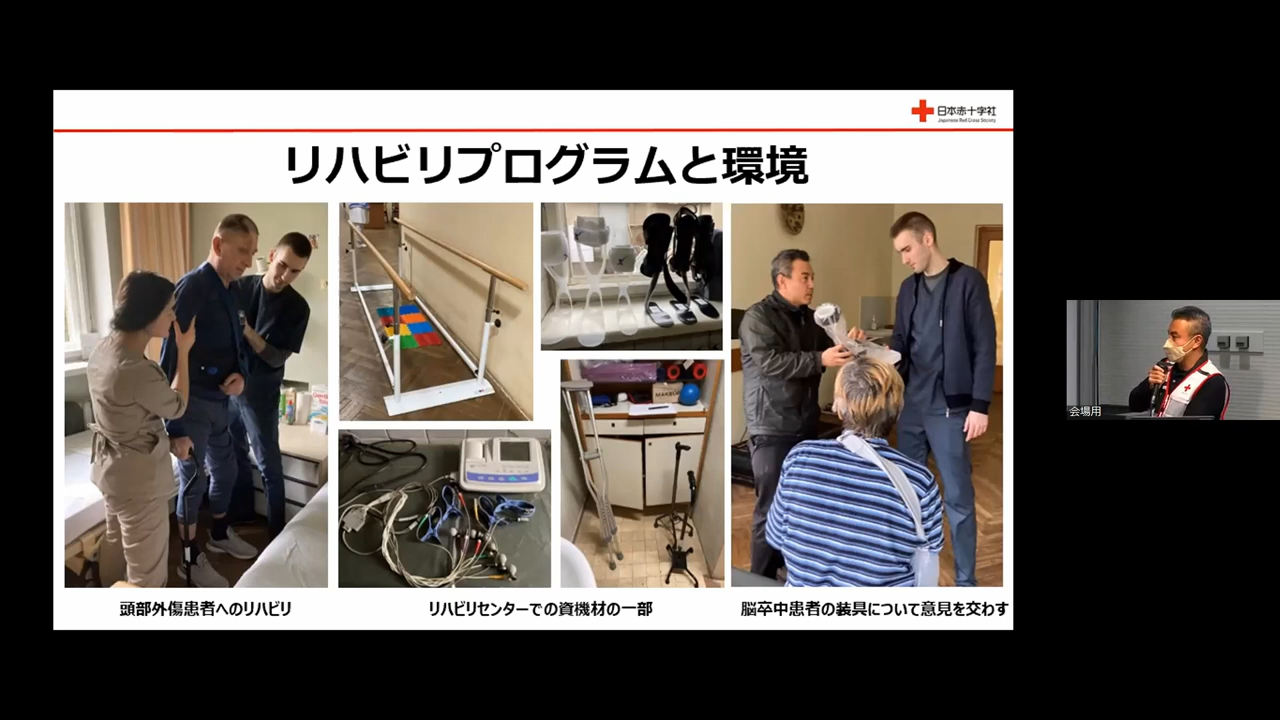 日本赤十字社
Japanese Red Cross Society
リハビリプログラムと環境
頭部外傷患者へのリハビリ
リハビリセンターでの資機材の一部
脳卒中患者の装具について意見を交わす
会場用